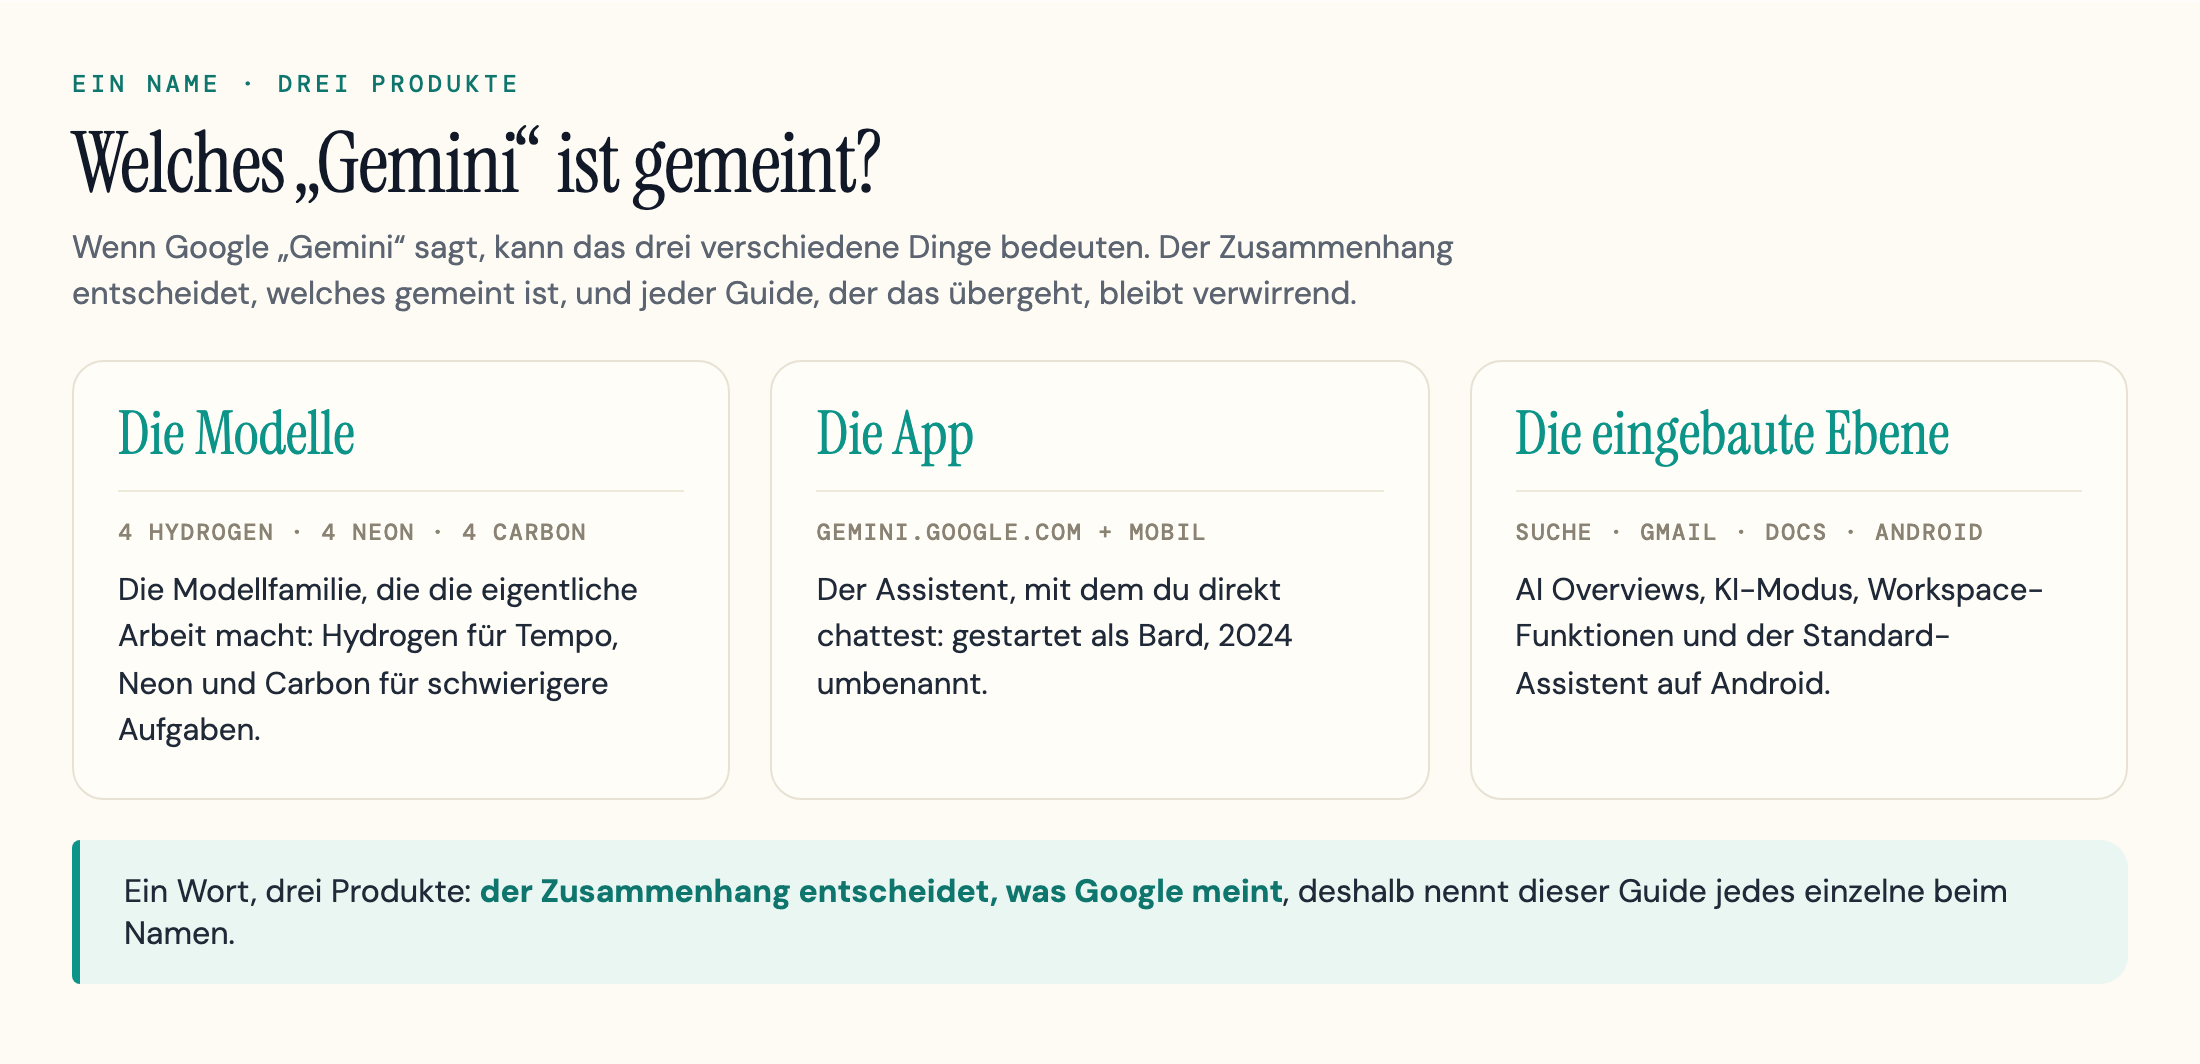 EIN NAME · DREI PRODUKTE
Welches „Gemini“ ist gemeint?
Wenn Google „Gemini“ sagt, kann das drei verschiedene Dinge bedeuten. Der Zusammenhang
entscheidet, welches gemeint ist, und jeder Guide, der das übergeht, bleibt verwirrend.
Die Modelle
4 HYDROGEN · 4 NEON · 4 CARBON
Die Modellfamilie, die die eigentliche
Arbeit macht: Hydrogen für Tempo,
Neon und Carbon für schwierigere
Aufgaben.
Die App
GEMINI.GOOGLE.COM + MOBIL
Der Assistent, mit dem du direkt
chattest: gestartet als Bard, 2024
umbenannt.
Die eingebaute Ebene
SUCHE · GMAIL · DOCS · ANDROID
AI Overviews, KI-Modus, Workspace-
Funktionen und der Standard-
Assistent auf Android.
Ein Wort, drei Produkte: der Zusammenhang entscheidet, was Google meint, deshalb nennt dieser Guide jedes einzelne beim
Namen.